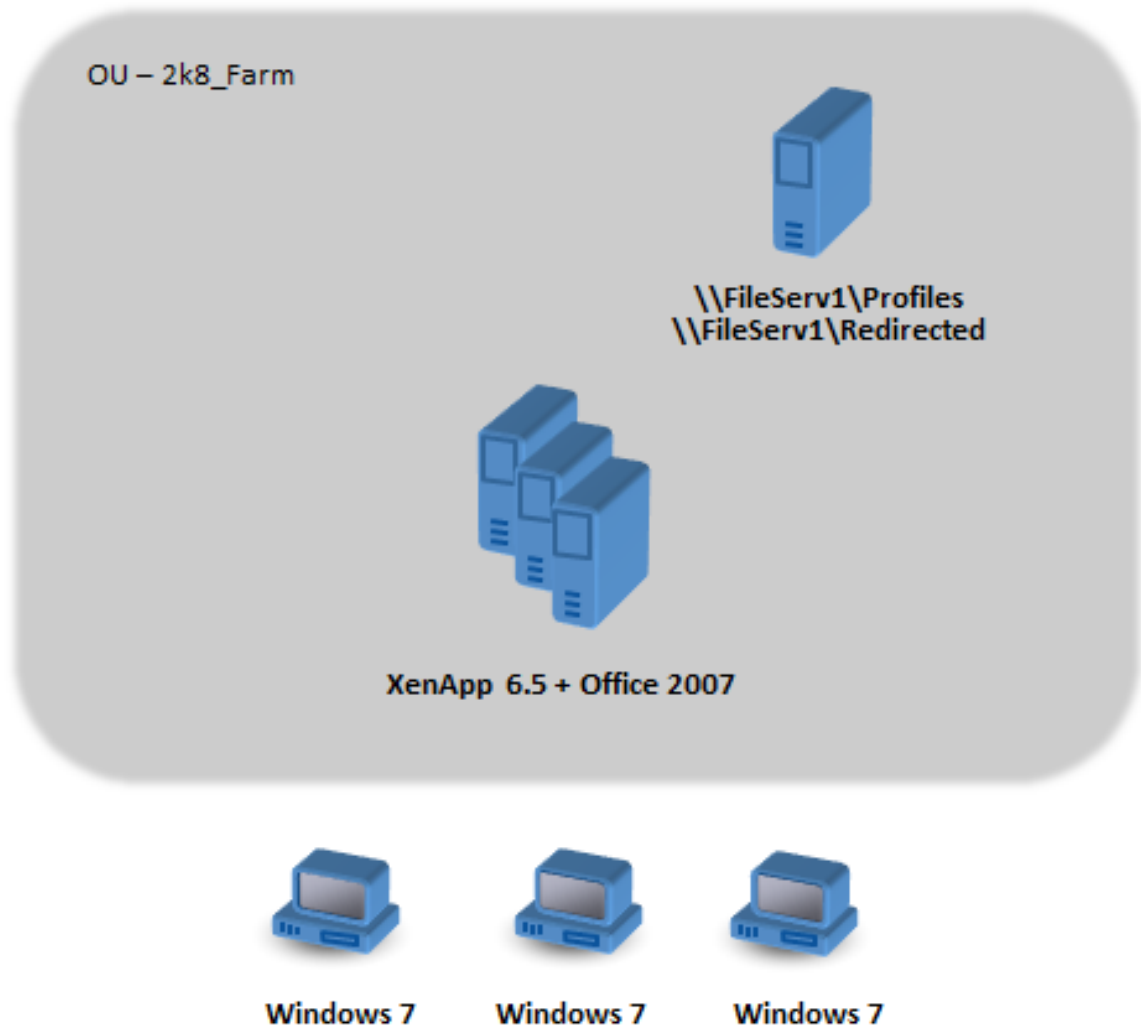 OU – 2k8_Farm
\\FileServ1\Profiles
\\FileServ1\Redirected
XenApp 6.5 + Office 2007
Windows 7
Windows 7
Windows 7